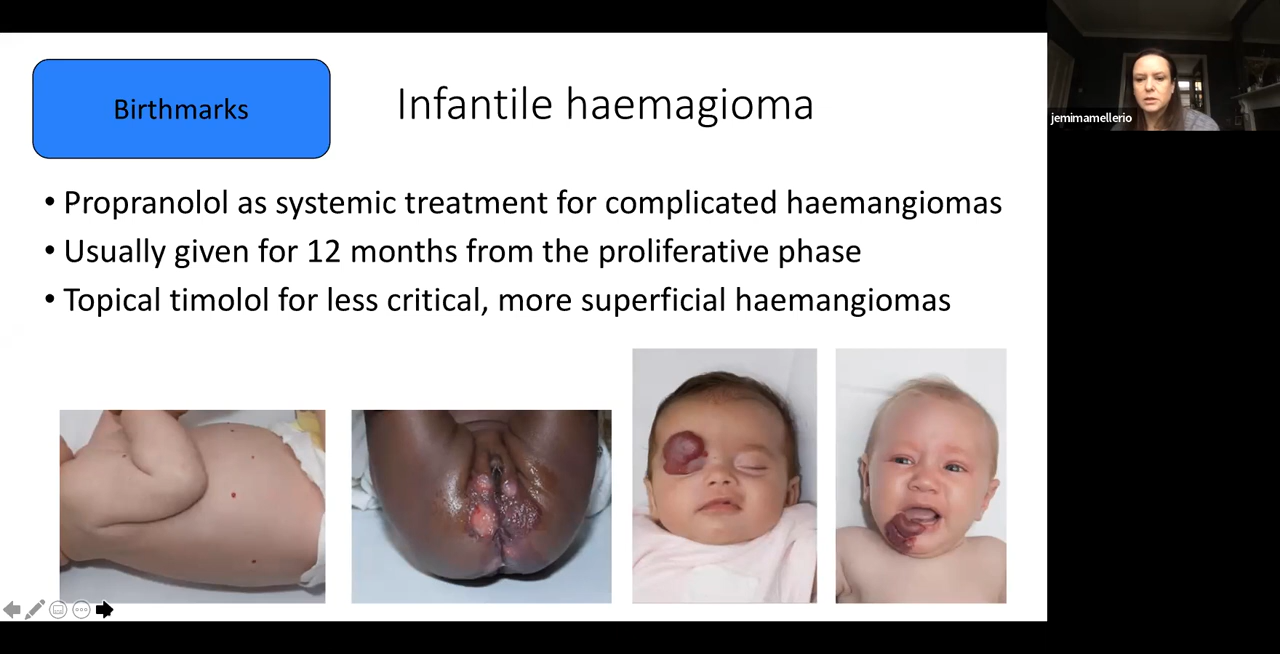 Birthmarks
Infantile haemagioma
• Propranolol as systemic treatment for complicated haemangiomas
• Usually given for 12 months from the proliferative phase
• Topical timolol for less critical, more superficial haemangiomas
jemimamellerio